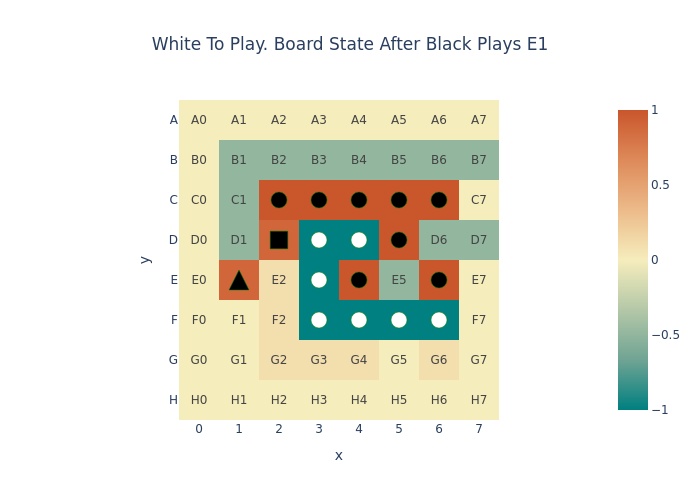 White To Play. Board State After Black Plays E1
A A0 A1 A2 A3 A4 A5 A6 A7
B B0 B1 B2 B3 B4 B5 B6 B7
C C0 C1 C7
D D0 D1 D6 D7
E E0 E2 E5 E7
F F0 F1 F2 F7
G G0 G1 G2 G3 G4 G5 G6 G7
H H0 H1 H2 H3 H4 H5 H6 H7
0 1 2 3 4 5 6 7
x
y
1
0.5
0
−0.5
−1